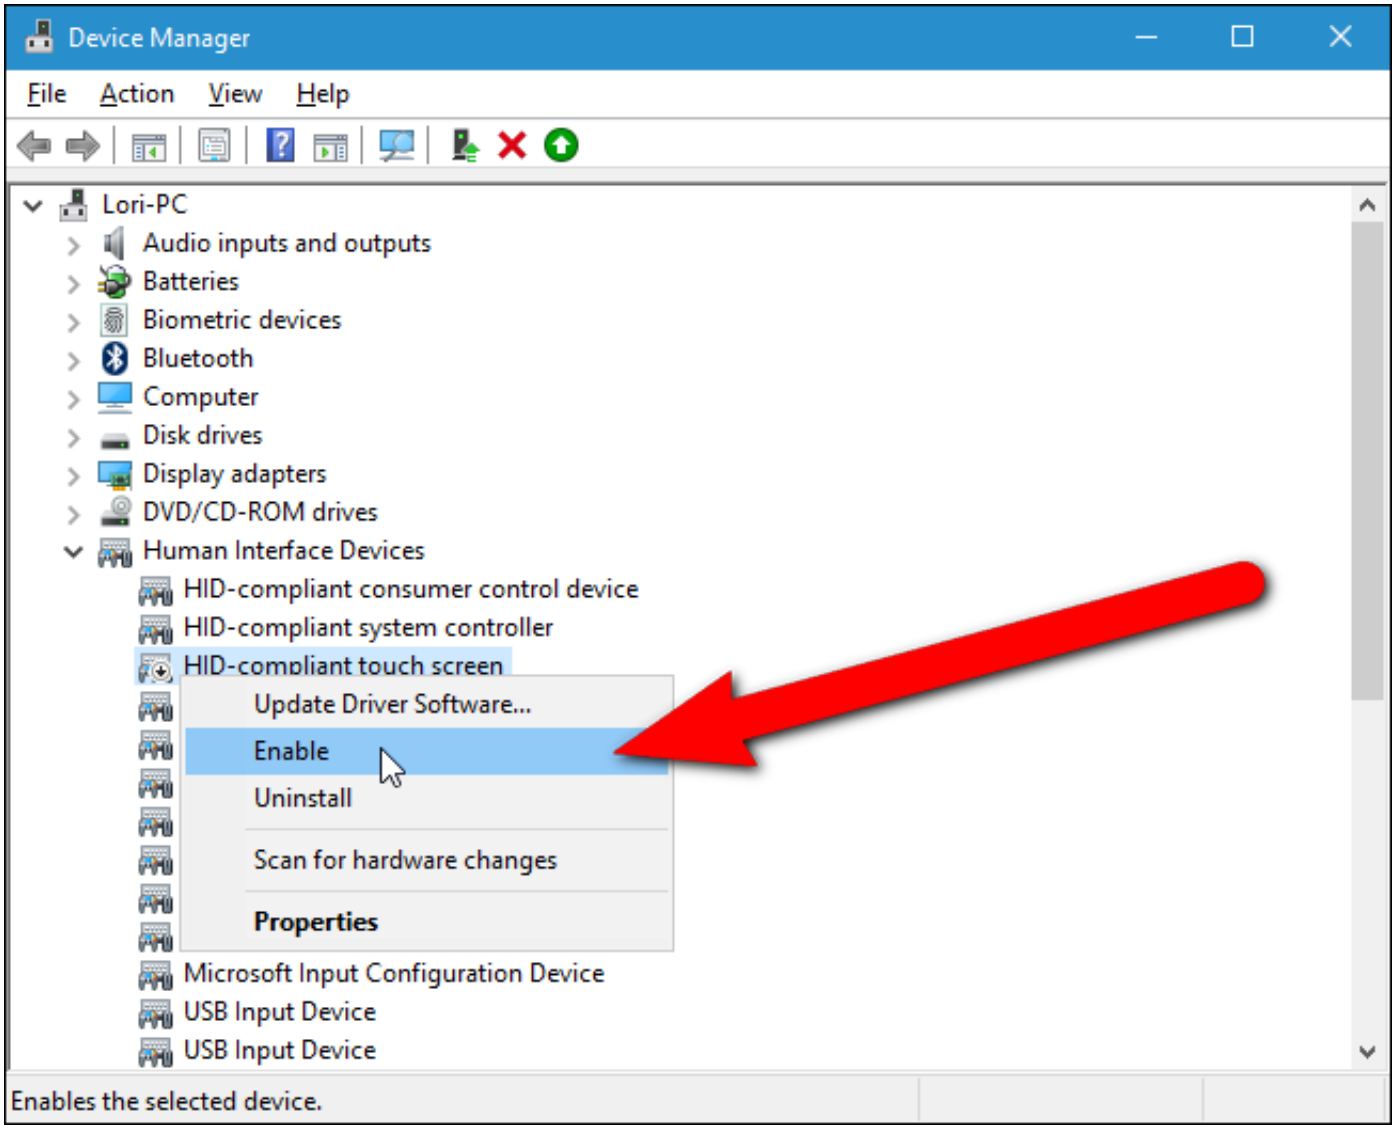 Device Manager
File Action View Help
Lori-PC
Audio inputs and outputs
Batteries
Biometric devices
Bluetooth
Computer
Disk drives
Display adapters
DVD/CD-ROM drives
Human Interface Devices
HID-compliant consumer control device
HID-compliant system controller
HID-compliant touch screen
Update Driver Software...
Enable
Uninstall
Scan for hardware changes
Properties
Microsoft Input Configuration Device
USB Input Device
USB Input Device
Enables the selected device.